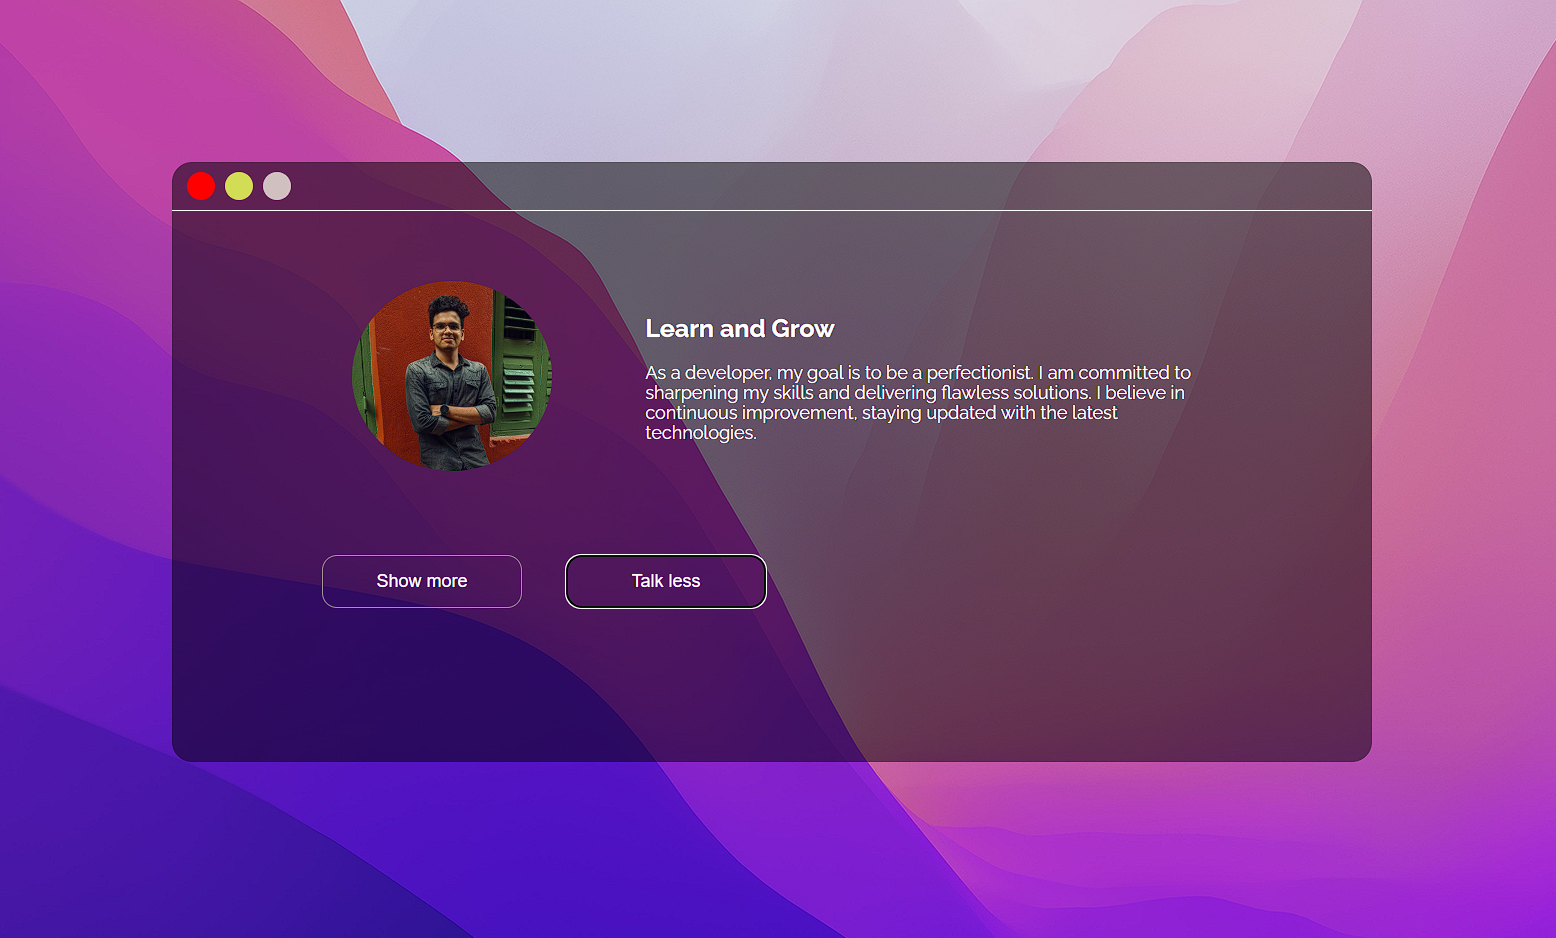 Learn and Grow
As a developer, my goal is to be a perfectionist. I am committed to
sharpening my skills and delivering flawless solutions. I believe in
continuous improvement, staying updated with the latest
technologies.
Show more
Talk less